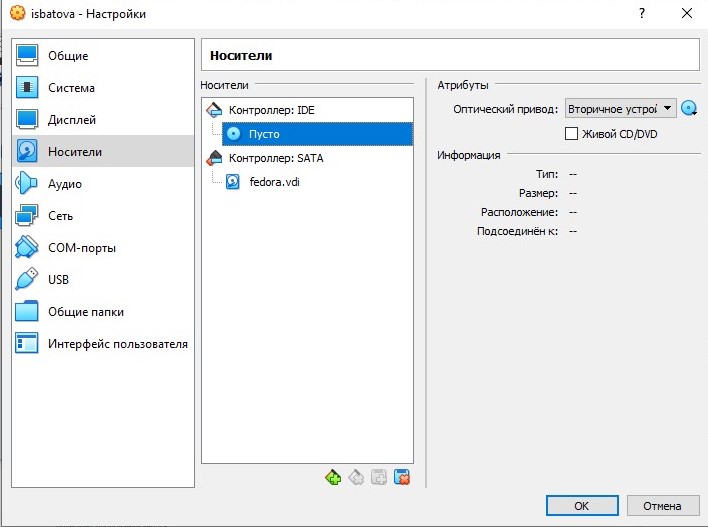 isbatova - Настройки
?
Общие
Система
Дисплей
Носители
Аудио
Сеть
COM-порты
USB
Общие папки
Интерфейс пользователя
Носители
Носители
Контроллер: IDE
Пусто
Контроллер: SATA
fedora.vdi
Атрибуты
Оптический привод: Вторичное устрой
Живой CD/DVD
Информация
Тип: --
Размер: --
Расположение: --
Подсоединён к: --
OK Отмена